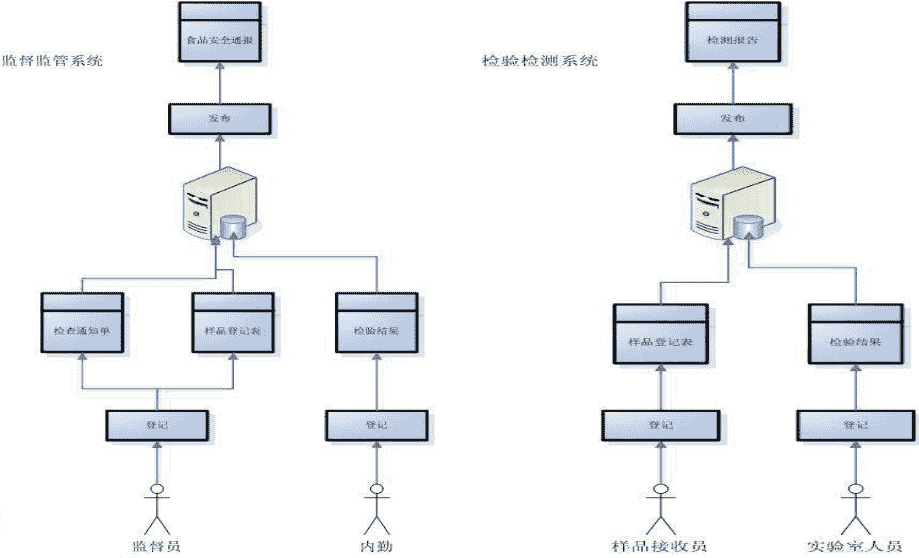 食品安全通报
检测报告
监督监管系统
检验检测系统
发布
发布
检查通知单
样品登记表
检验结果
样品登记表
检验结果
登记
登记
登记
登记
监督员
内勤
样品接收员
实验室人员